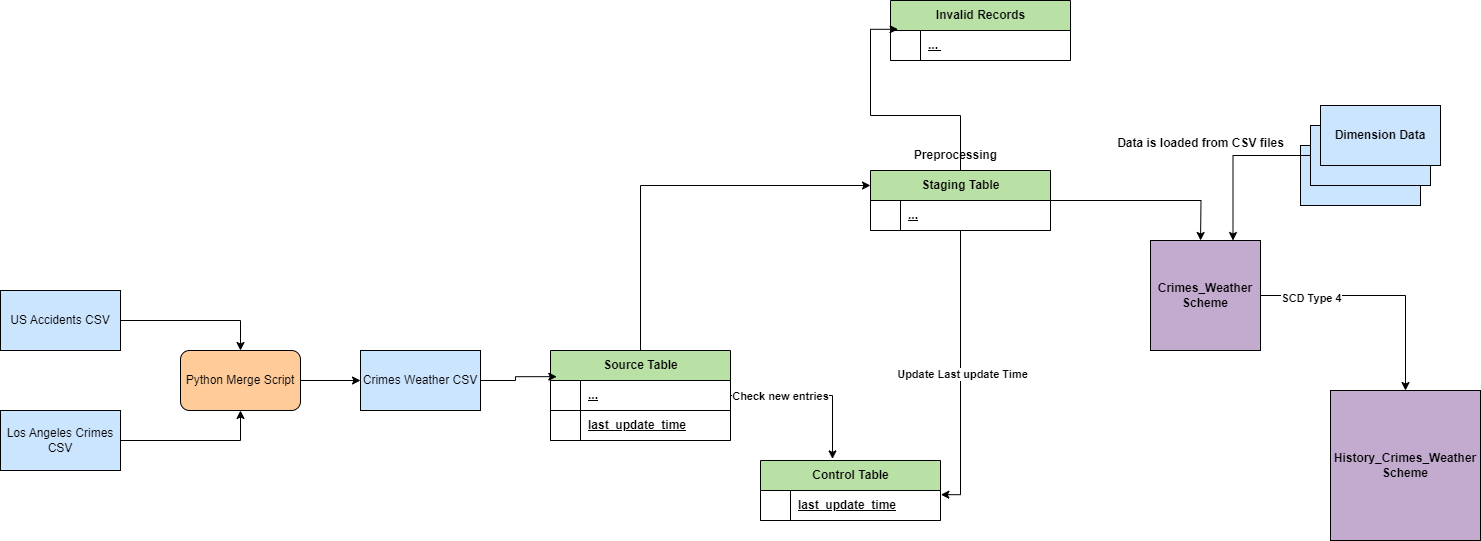 Invalid Records
...
Dimension Data
Data is loaded from CSV files
Preprocessing
Staging Table
...
Crimes_Weather
Scheme
SCD Type 4
US Accidents CSV
Python Merge Script
Crimes Weather CSV
Source Table
...
last_update_time
Los Angeles Crimes
CSV
Check new entries
Update Last update Time
Control Table
last_update_time
History_Crimes_Weather
Scheme